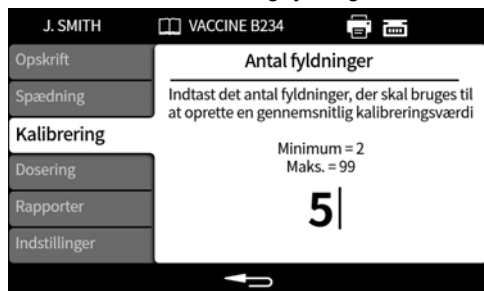 J. SMITH
VACCINE B234
Opskrift
Spædning
Kalibrering
Dosering
Rapporter
Indstillinger
Antal fyldninger
Indtast det antal fyldninger, der skal bruges til
at oprette en gennemsnitlig kalibreringsværdi
Minimum = 2
Maks. = 99
5